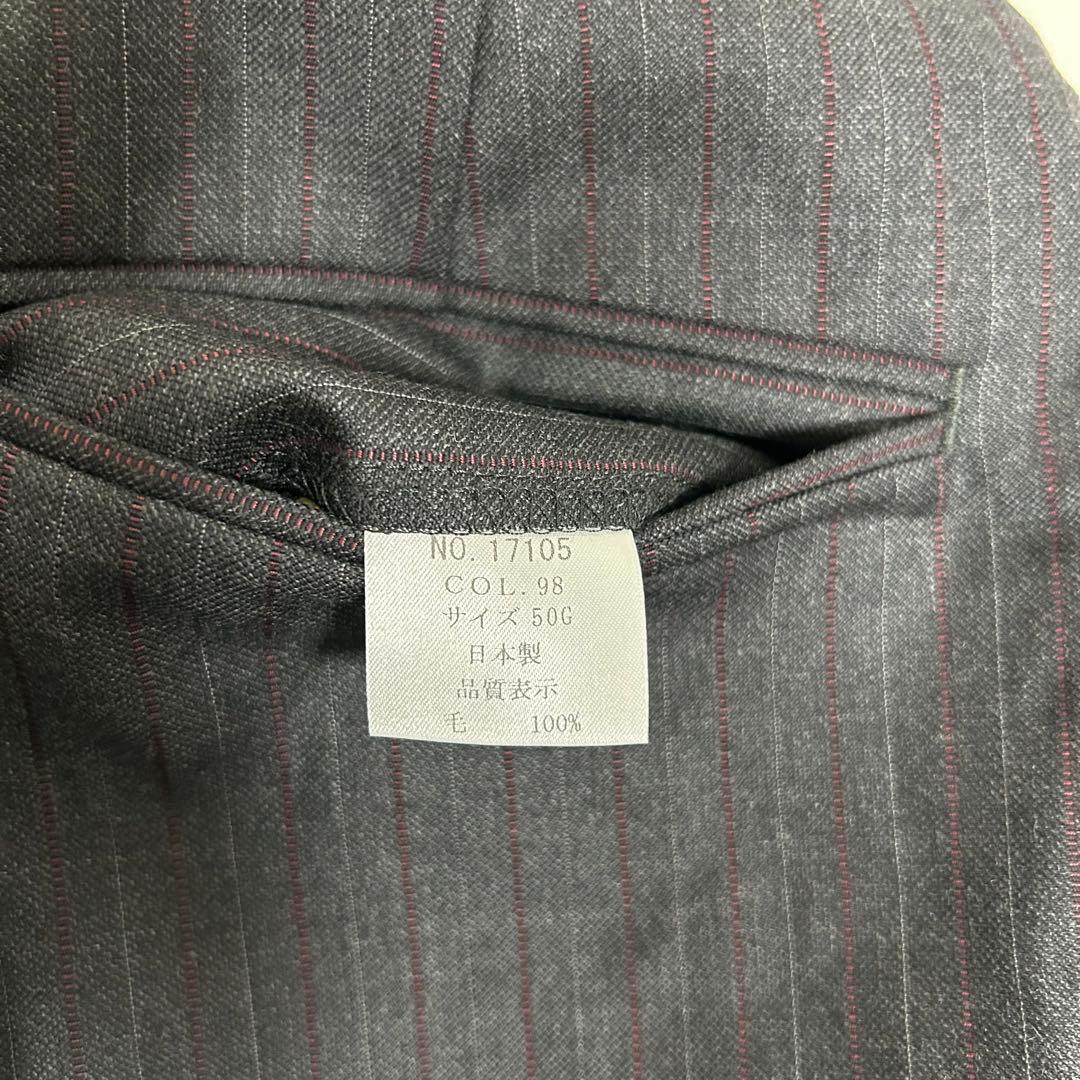 NO. 17105
COL. 98
サイズ 50G
日本製
品質表示
毛 100%